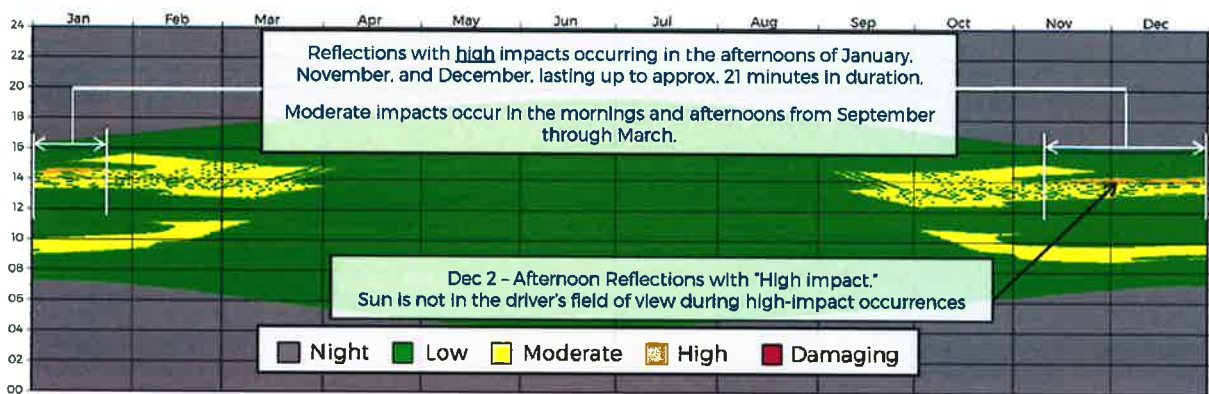 Jan Feb Mar Apr May Jun Jul Aug Sep Oct Nov Dec
24
22
20
18
16
14
12
10
08
06
04
02
00
Reflections with high impacts occurring in the afternoons of January,
November, and December, lasting up to approx. 21 minutes in duration.
Moderate impacts occur in the mornings and afternoons from September
through March.
Dec 2 – Afternoon Reflections with "High impact."
Sun is not in the driver's field of view during high-impact occurrences
Night Low Moderate High Damaging